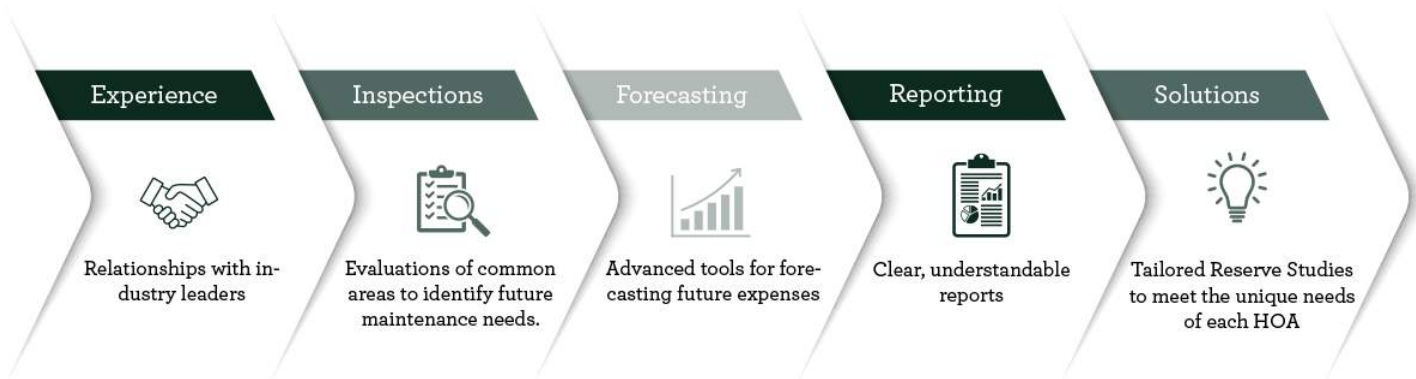 Experience
Relationships with in-
dustry leaders
Inspections
Evaluations of common
areas to identify future
maintenance needs.
Forecasting
Advanced tools for fore-
casting future expenses
Reporting
Clear, understandable
reports
Solutions
Tailored Reserve Studies
to meet the unique needs
of each HOA